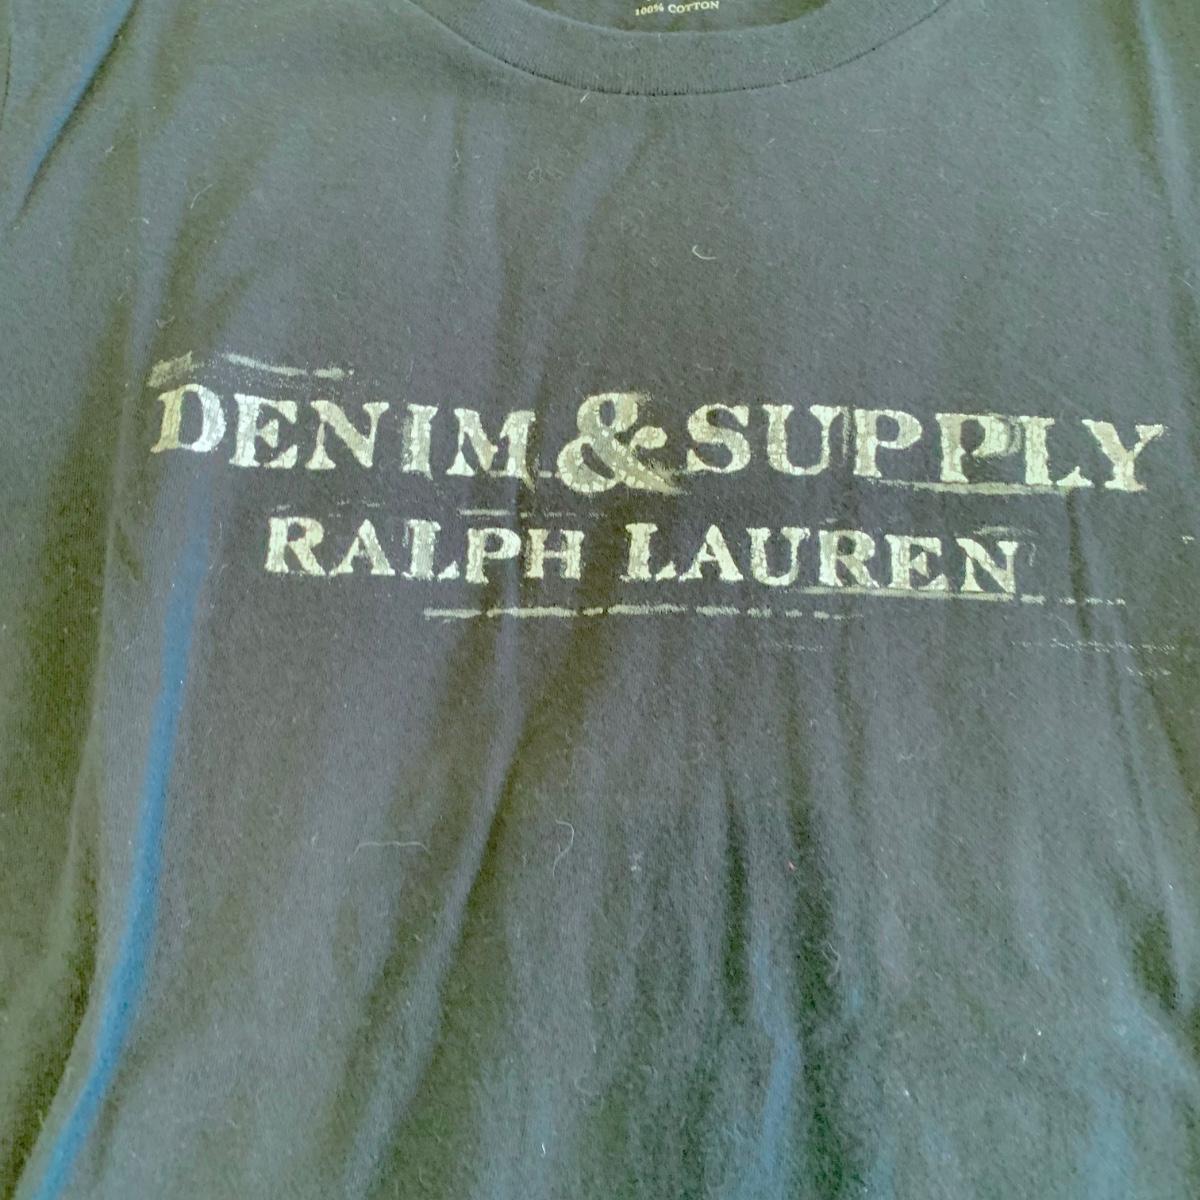 100% COTTON
DENIM & SUPPLY
RALPH LAUREN